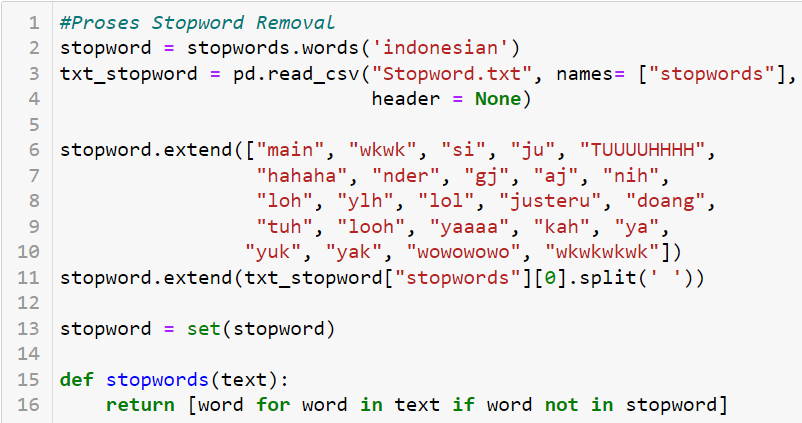 1 #Proses Stopword Removal
2 stopword = stopwords.words('indonesian')
3 txt_stopword = pd.read_csv("Stopword.txt", names= ["stopwords"],
4                            header = None)
5
6 stopword.extend(["main", "wkwk", "si", "ju", "TUUUUHHHH",
7                  "hahaha", "nder", "gj", "aj", "nih",
8                  "loh", "ylh", "lol", "justeru", "doang",
9                  "tuh", "looh", "yaaaa", "kah", "ya",
10                 "yuk", "yak", "wowowowo", "wkwkwkwk"])
11 stopword.extend(txt_stopword["stopwords"][0].split(' '))
12
13 stopword = set(stopword)
14
15 def stopwords(text):
16     return [word for word in text if word not in stopword]